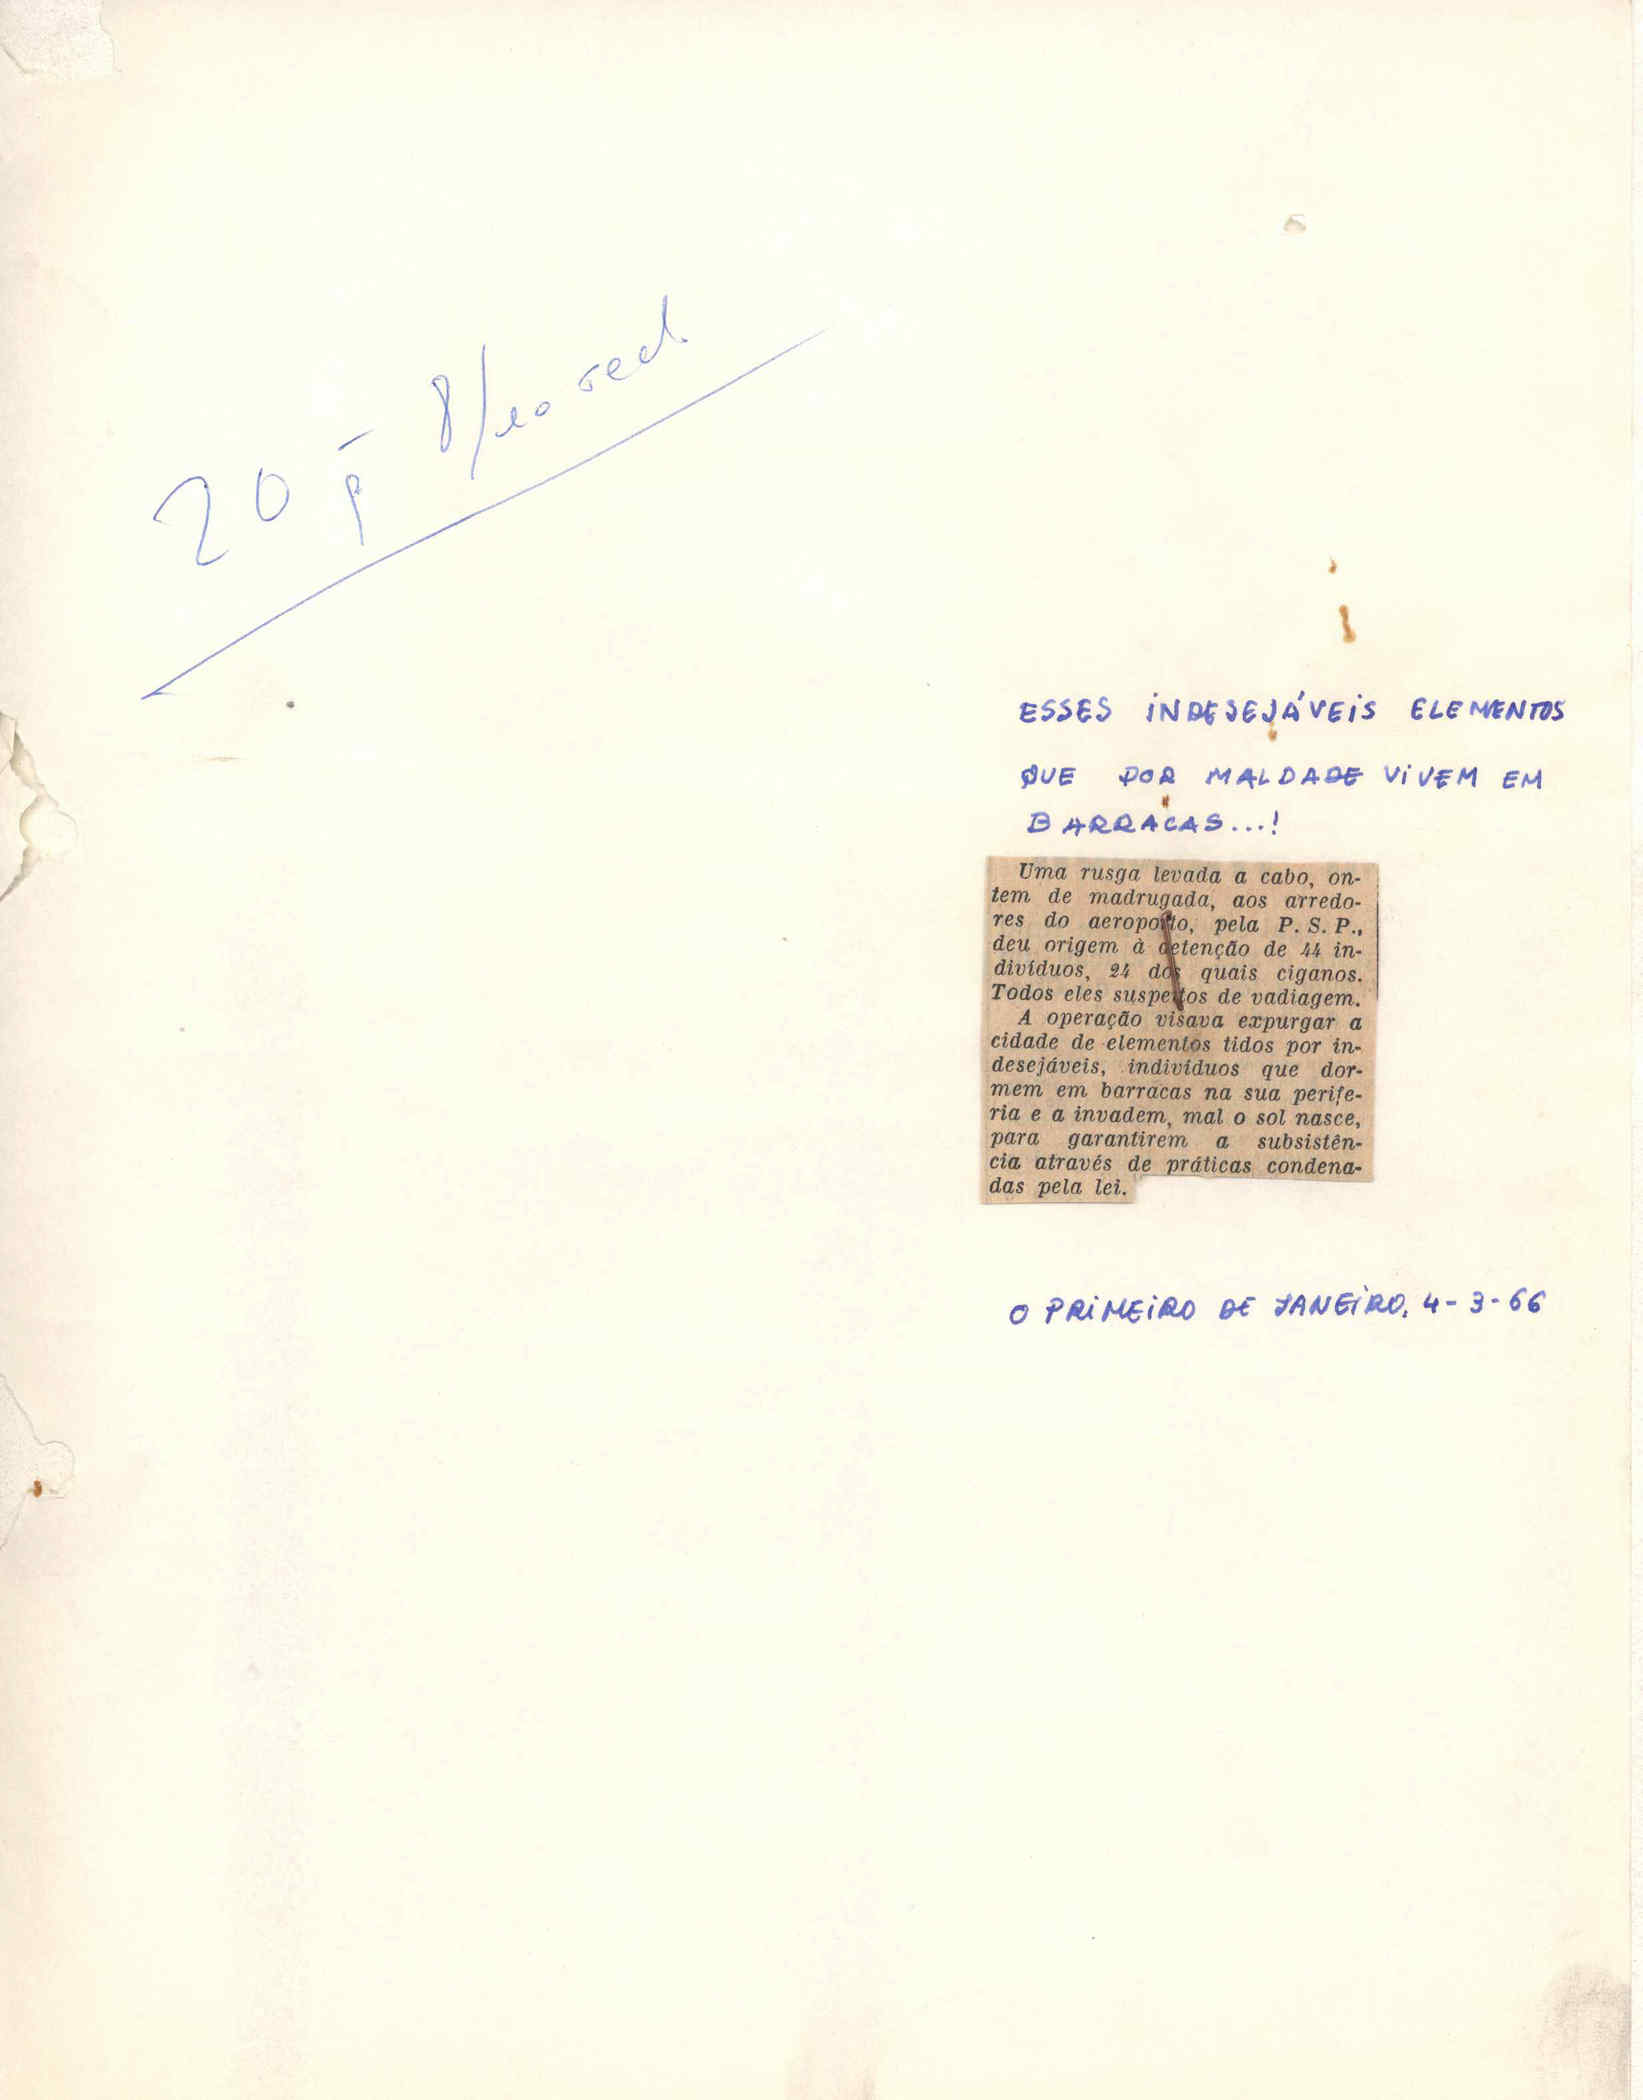 20 p 8/10 red.
ESSES INDESEJÁVEIS ELEMENTOS
QUE POR MALDADE VIVEM EM
BARRACAS...!
Uma rusga levada a cabo, on-
tem de madrugada, aos arredo-
res do aeroporto, pela P. S. P.,
deu origem à detenção de 44 in-
divíduos, 24 dos quais ciganos.
Todos eles suspeitos de vadiagem.
A operação visava expurgar a
cidade de elementos tidos por in-
desejáveis, indivíduos que dor-
mem em barracas na sua perife-
ria e a invadem, mal o sol nasce,
para garantirem a subsistên-
cia através de práticas condena-
das pela lei.
O PRIMEIRO DE JANEIRO, 4-3-66